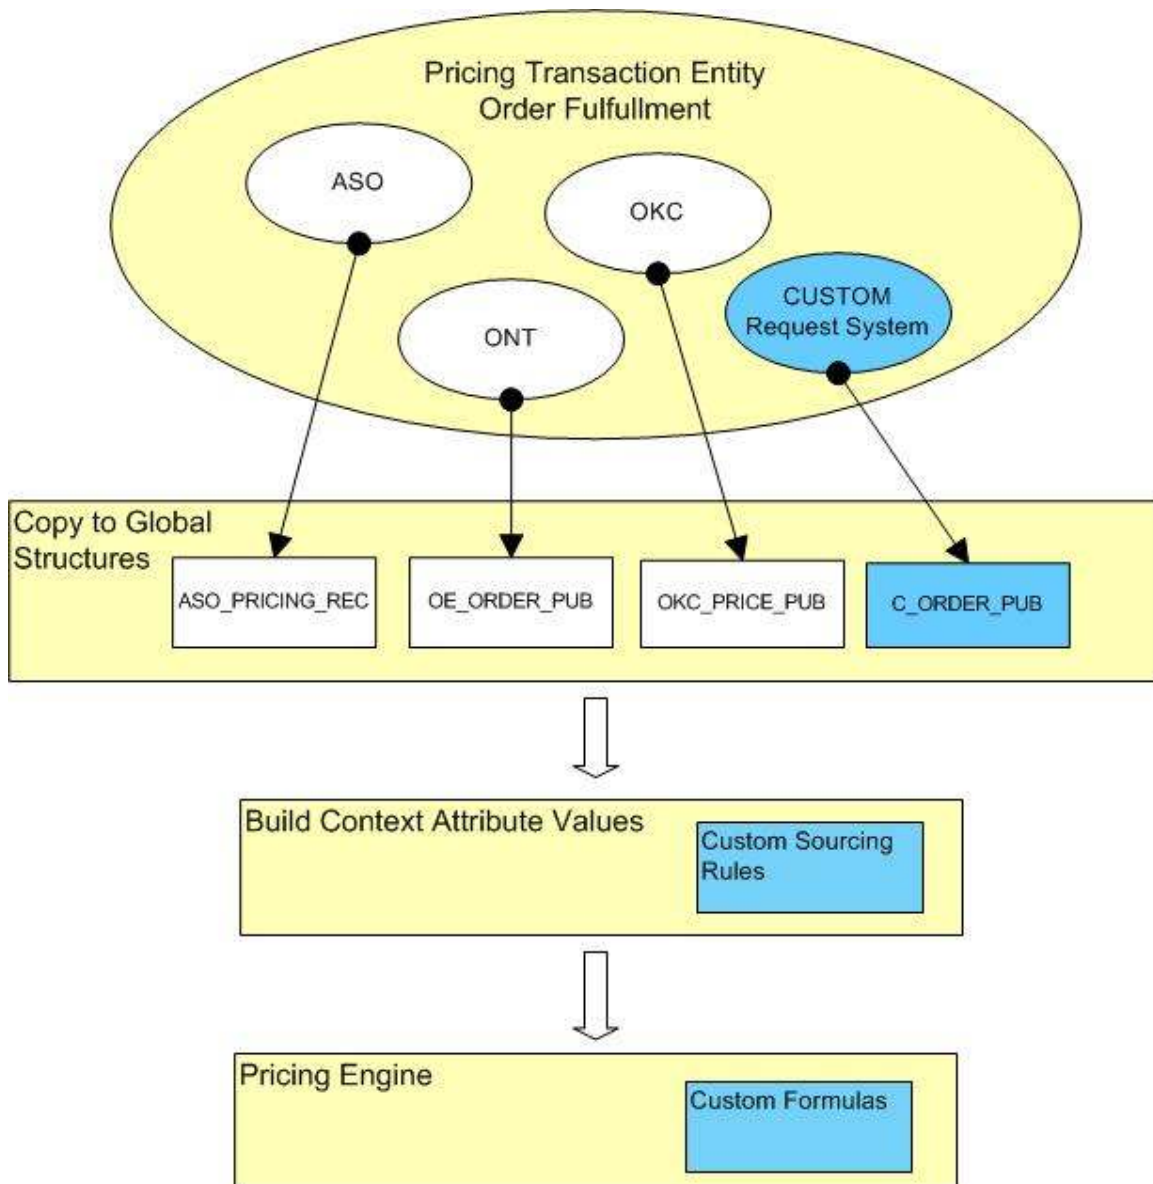 Pricing Transaction Entity
Order Fulfullment
ASO
OKC
ONT
CUSTOM
Request System
Copy to Global
Structures
ASO_PRICING_REC
OE_ORDER_PUB
OKC_PRICE_PUB
C_ORDER_PUB
Build Context Attribute Values
Custom Sourcing
Rules
Pricing Engine
Custom Formulas